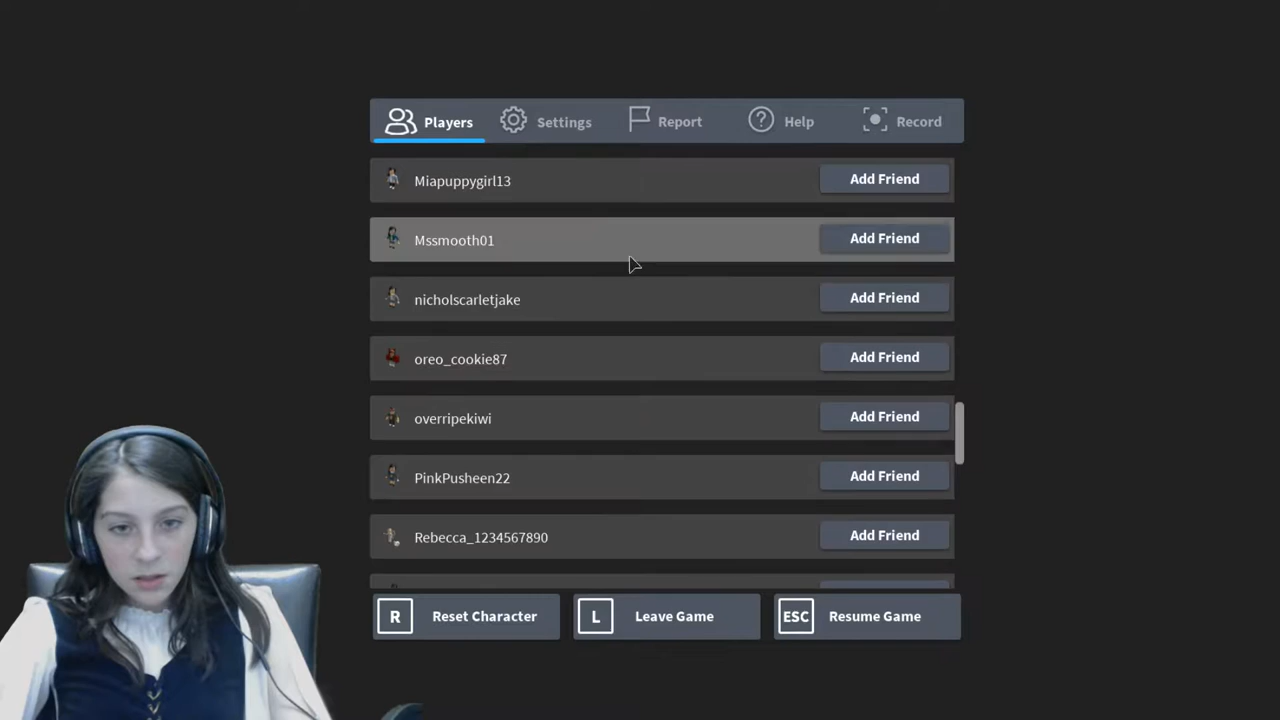 Players Settings Report Help Record
Miapuppygirl13 Add Friend
Mssmooth01 Add Friend
nicholscarletjake Add Friend
oreo_cookie87 Add Friend
overripekiwi Add Friend
PinkPusheen22 Add Friend
Rebecca_1234567890 Add Friend
R Reset Character L Leave Game ESC Resume Game